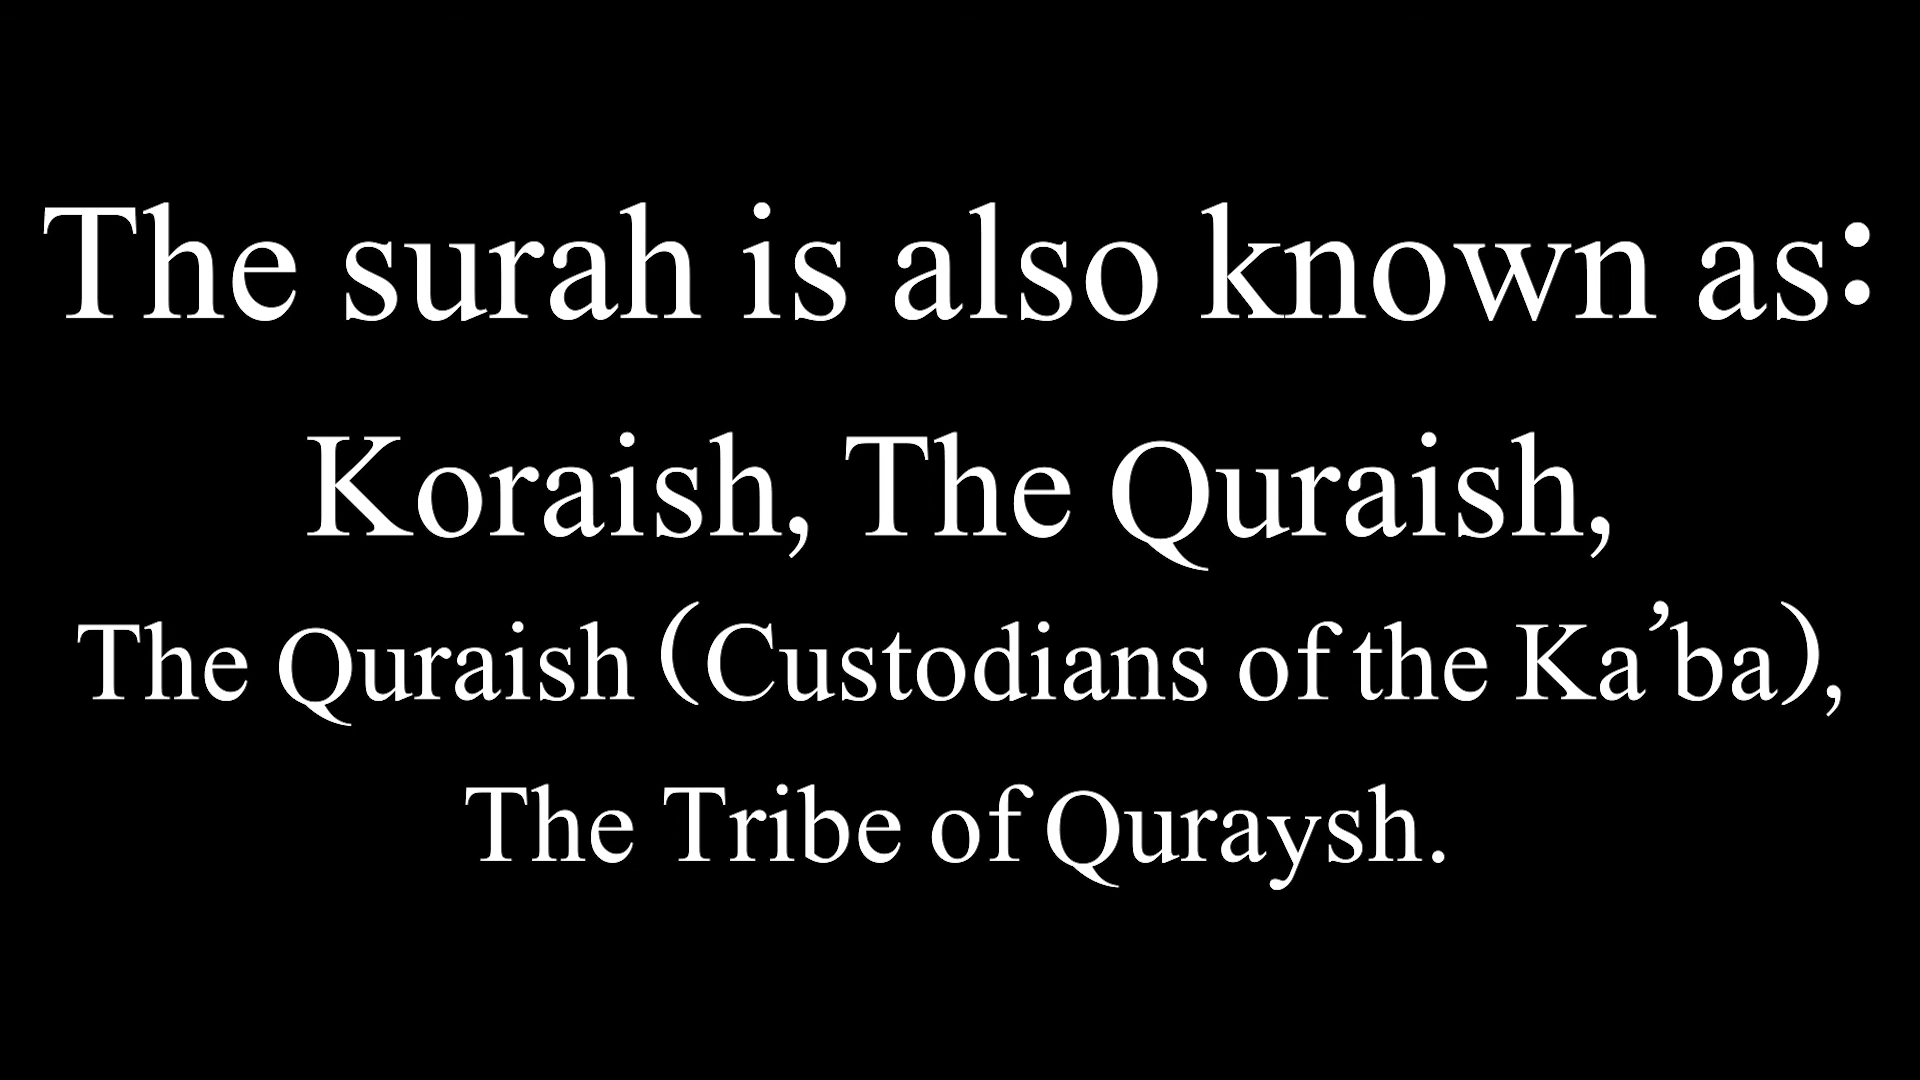 The surah is also known as:
Koraish, The Quraish,
The Quraish (Custodians of the Ka’ba),
The Tribe of Quraysh.